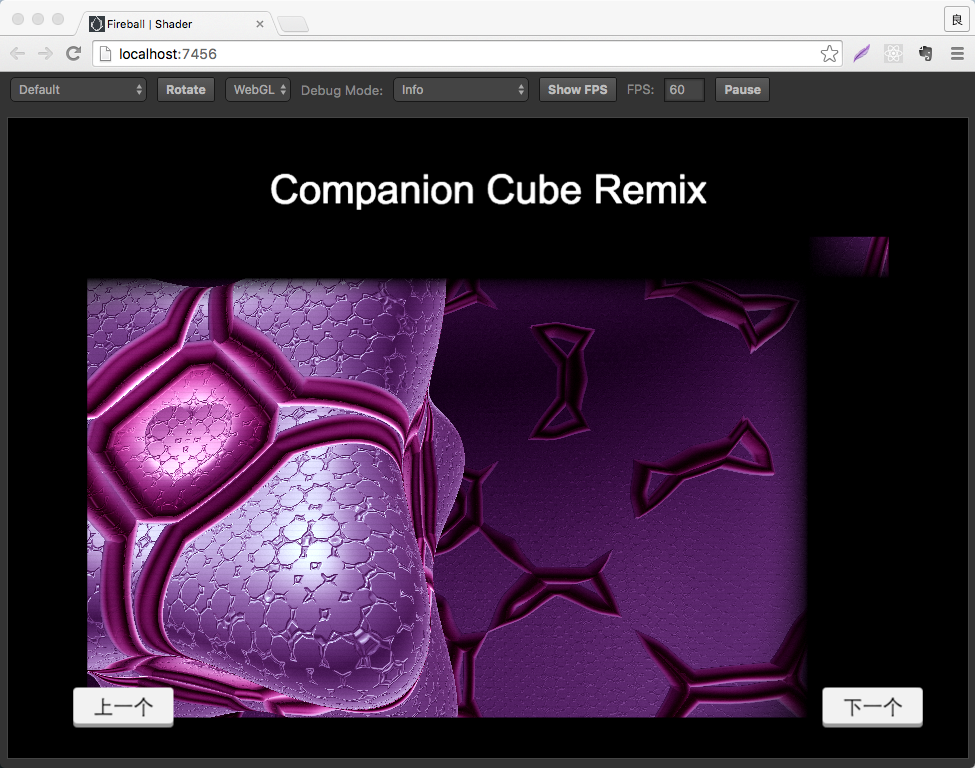 Fireball | Shader
良
localhost:7456
Default Rotate WebGL Debug Mode: Info Show FPS FPS: 60 Pause
Companion Cube Remix
上一个 下一个